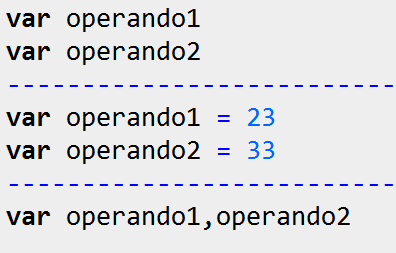 var operando1
var operando2
--------------------------
var operando1 = 23
var operando2 = 33
--------------------------
var operando1,operando2